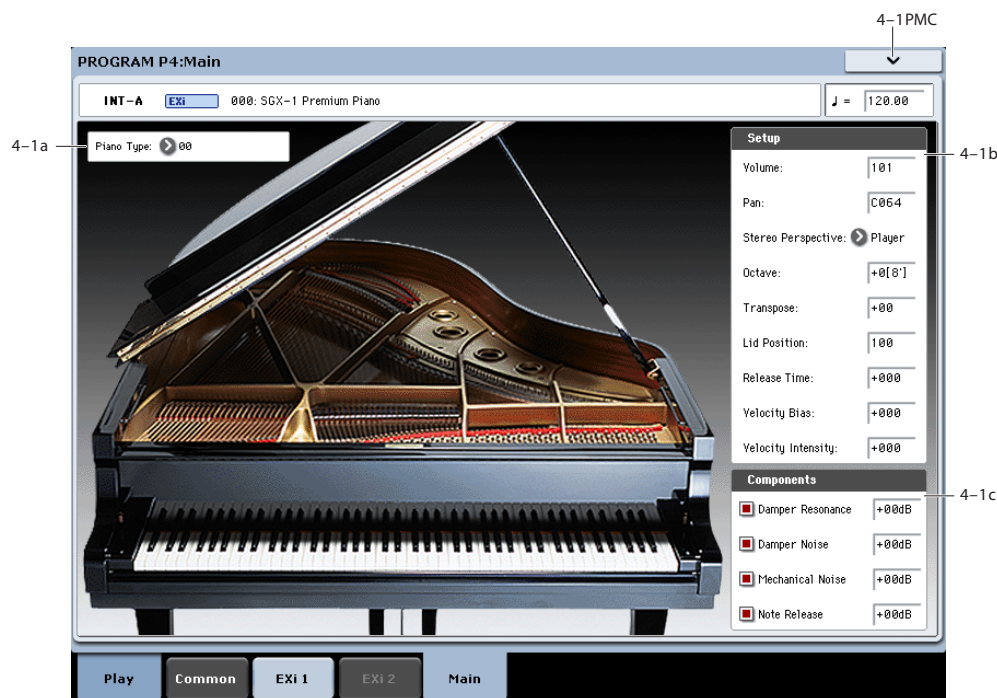 4–1PMC
PROGRAM P4:Main
INT-A EXi 000: SGX-1 Premium Piano ♩ = 120.00
4–1a
Piano Type: 00
Setup
4–1b
Volume: 101
Pan: C064
Stereo Perspective: Player
Octave: +0[8']
Transpose: +00
Lid Position: 100
Release Time: +000
Velocity Bias: +000
Velocity Intensity: +000
Components
4–1c
Damper Resonance +00dB
Damper Noise +00dB
Mechanical Noise +00dB
Note Release +00dB
Play Common EXi 1 EXi 2 Main